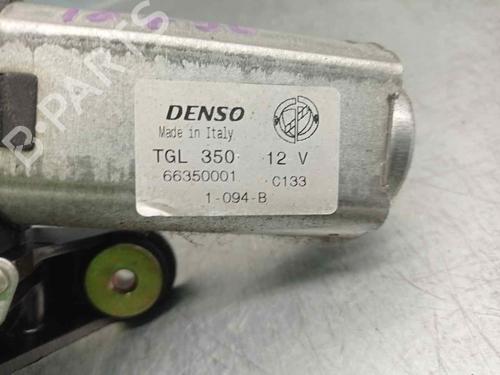 DENSO
Made in Italy
TGL 350 12 V
66350001 C133
1-094-B
B-PARTS